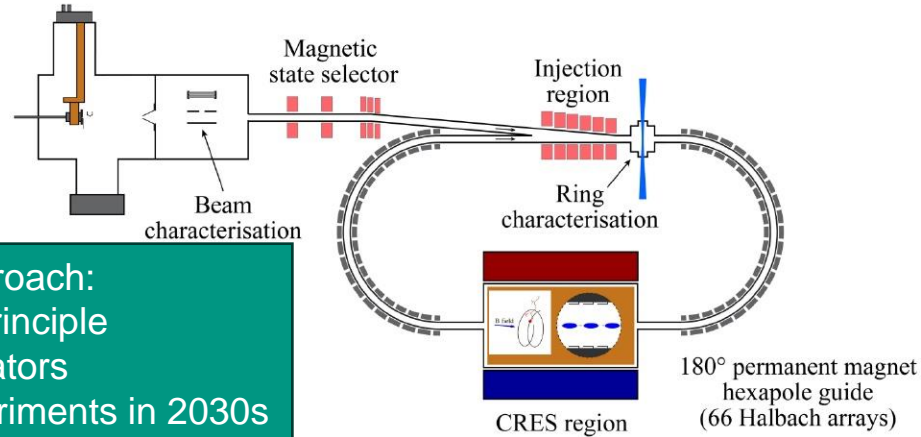 Magnetic
state selector
Injection
region
Beam
characterisation
Ring
characterisation
B field
180° permanent magnet
hexapole guide
(66 Halbach arrays)
CRES region
roach:
rinciple
ators
riments in 2030s